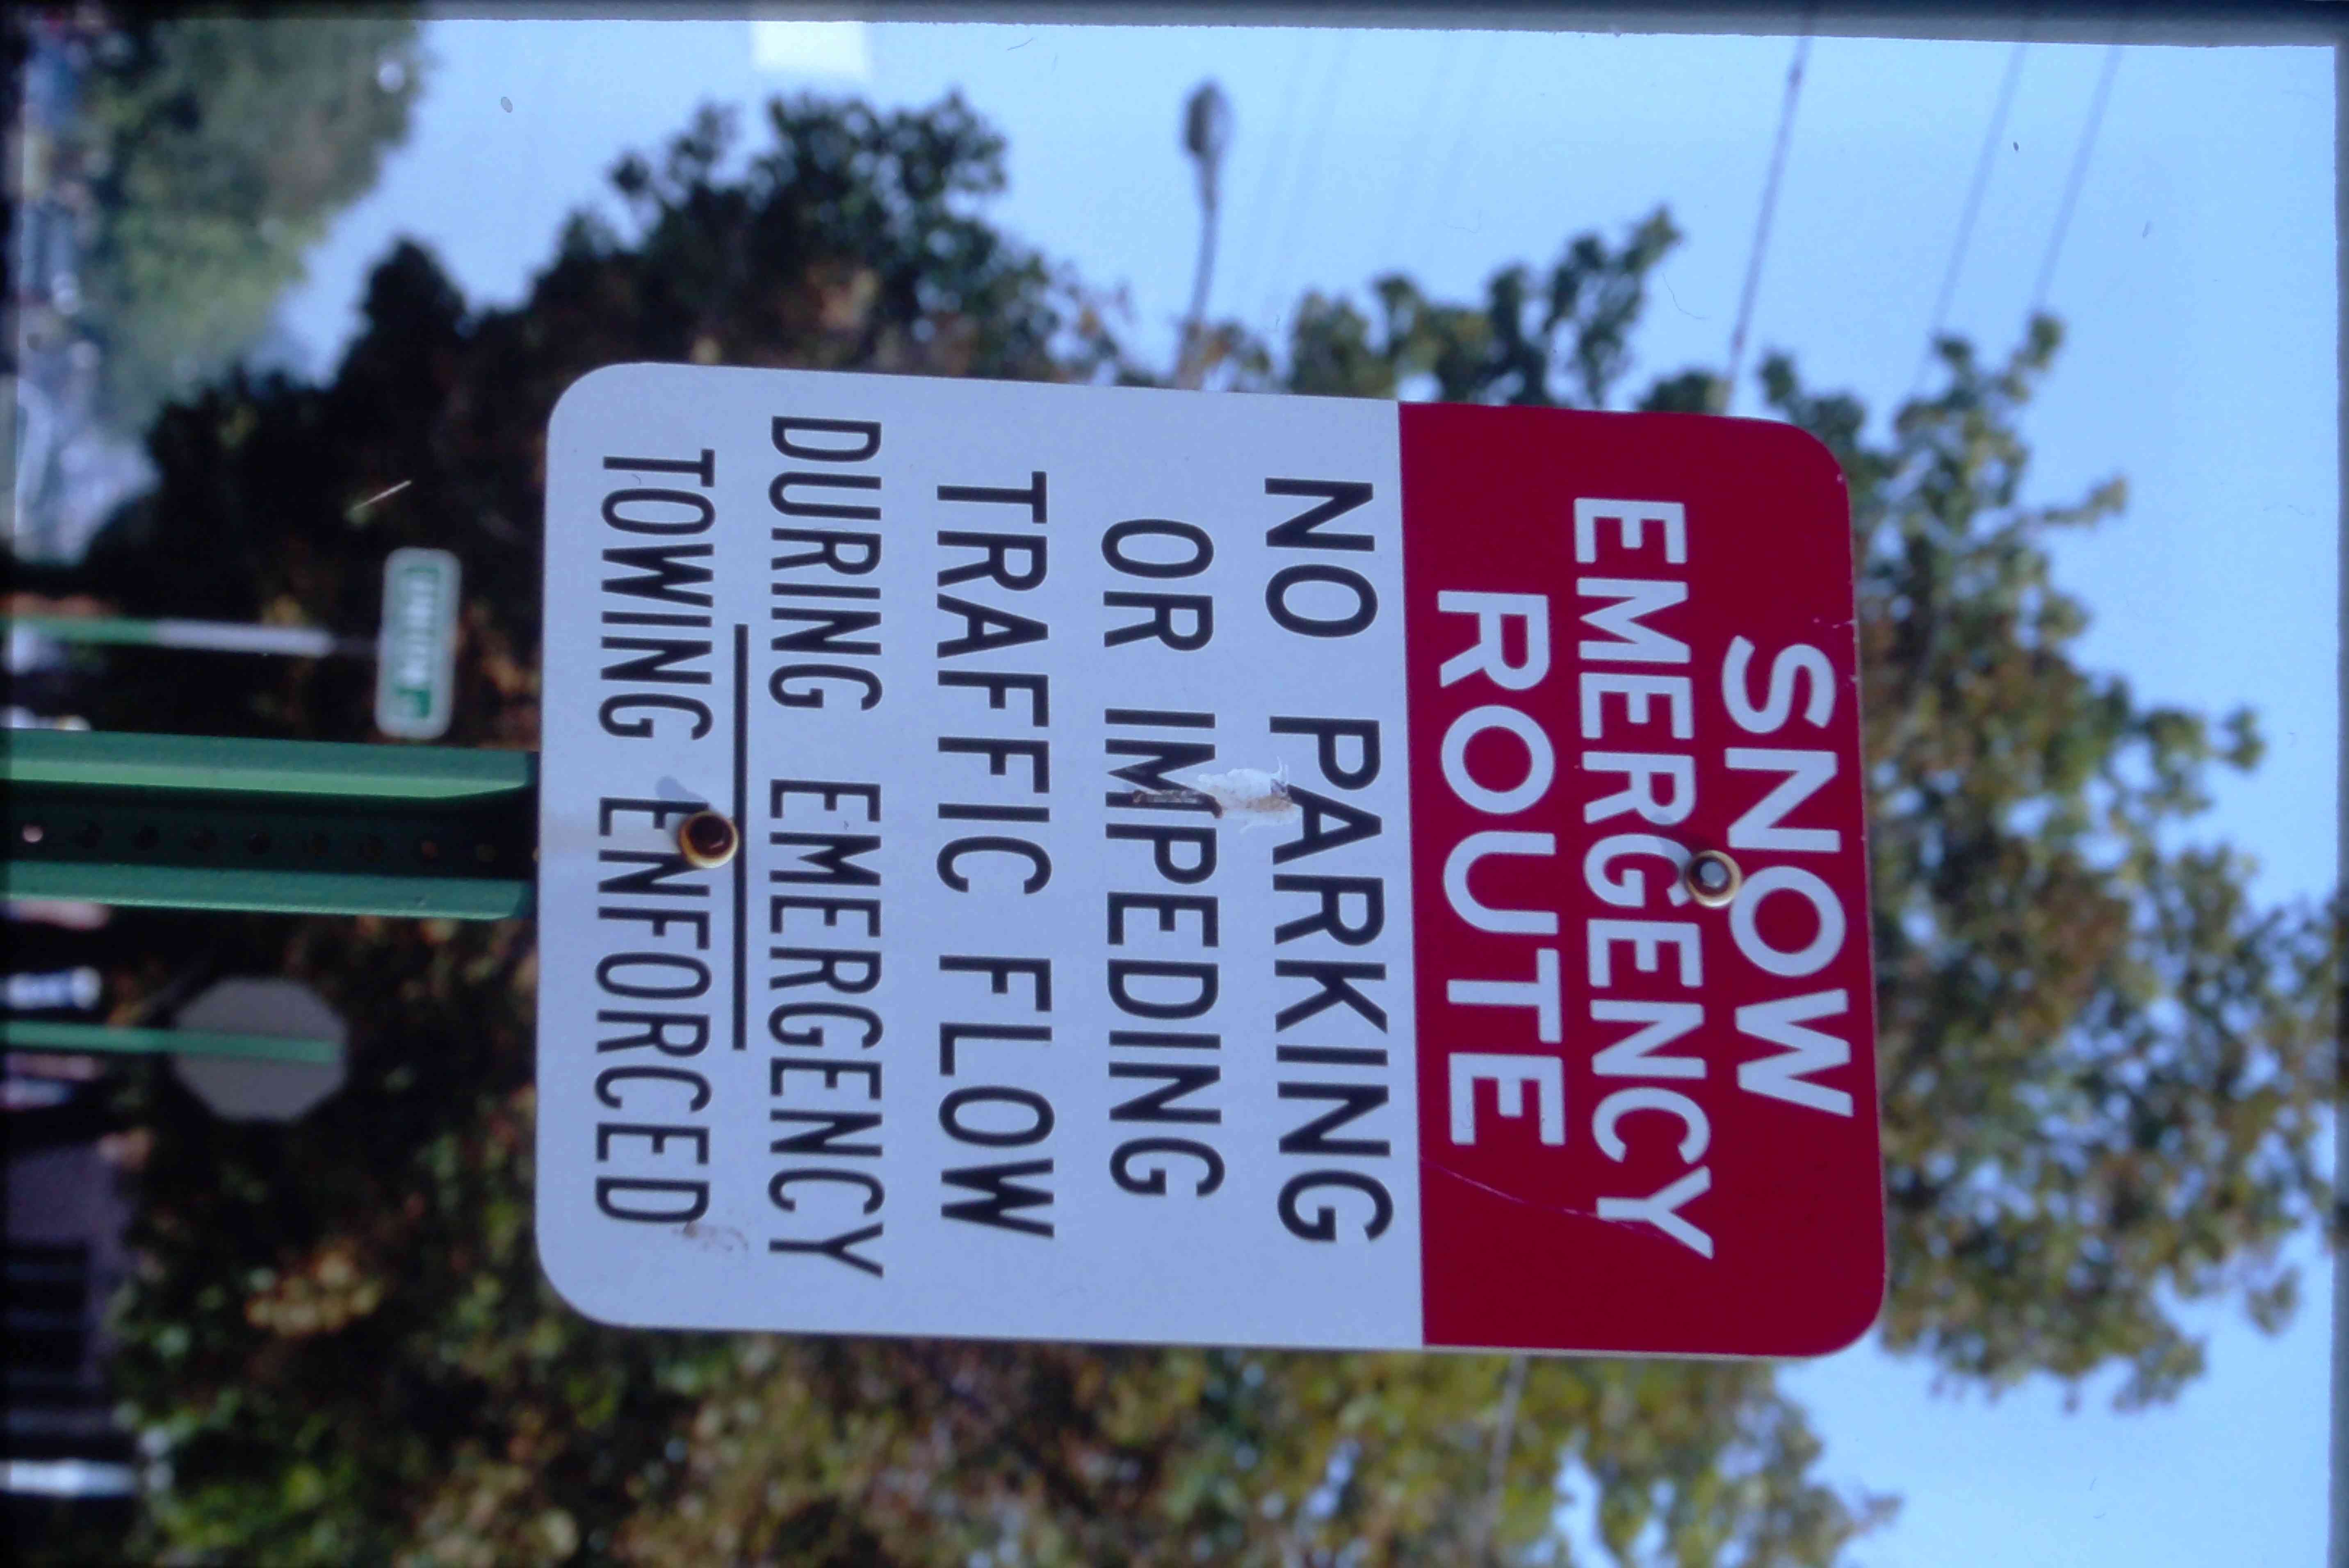 SNOW
EMERGENCY
ROUTE
NO PARKING
OR IMPEDING
TRAFFIC FLOW
DURING EMERGENCY
TOWING ENFORCED